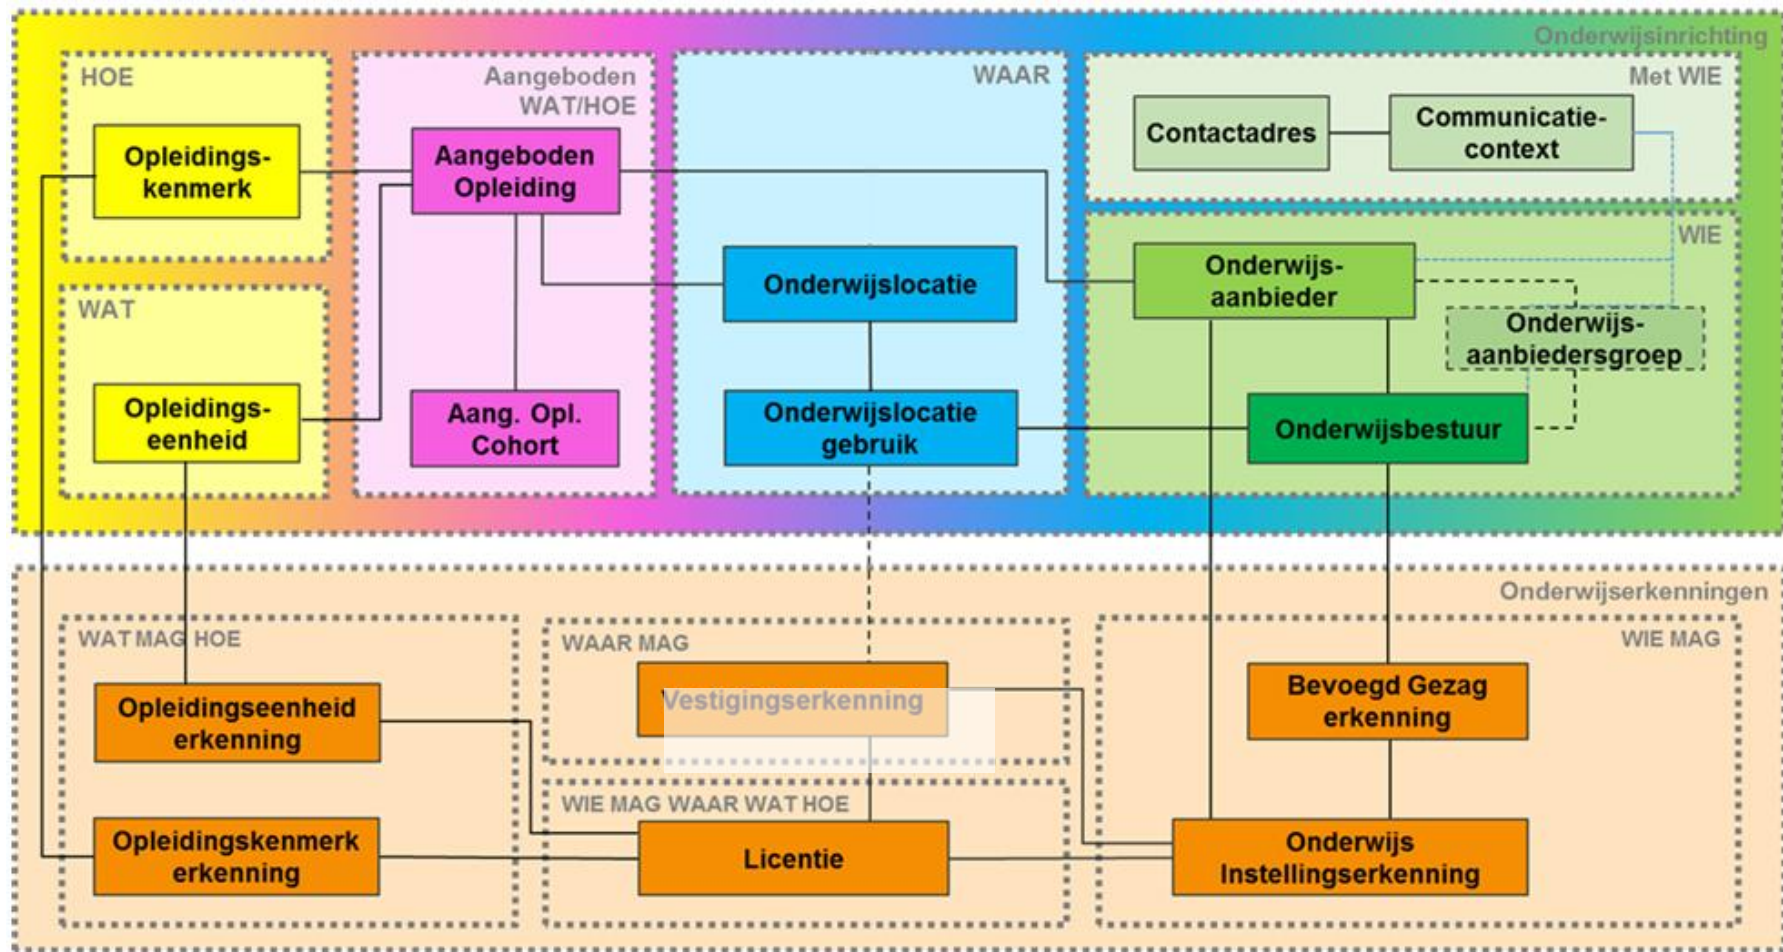 Onderwijsinrichting
HOE
Opleidings-
kenmerk
WAT
Opleidings-
eenheid
Aangeboden
WAT/HOE
Aangeboden
Opleiding
Aang. Opl.
Cohort
WAAR
Onderwijslocatie
Onderwijslocatie
gebruik
Met WIE
Contactadres
Communicatie-
context
WIE
Onderwijs-
aanbieder
Onderwijs-
aanbiedersgroep
Onderwijsbestuur
Onderwijserkenningen
WAT MAG HOE
Opleidingseenheid
erkenning
Opleidingskenmerk
erkenning
WAAR MAG
Vestigingserkenning
WIE MAG WAAR WAT HOE
Licentie
WIE MAG
Bevoegd Gezag
erkenning
Onderwijs
Instellingserkenning